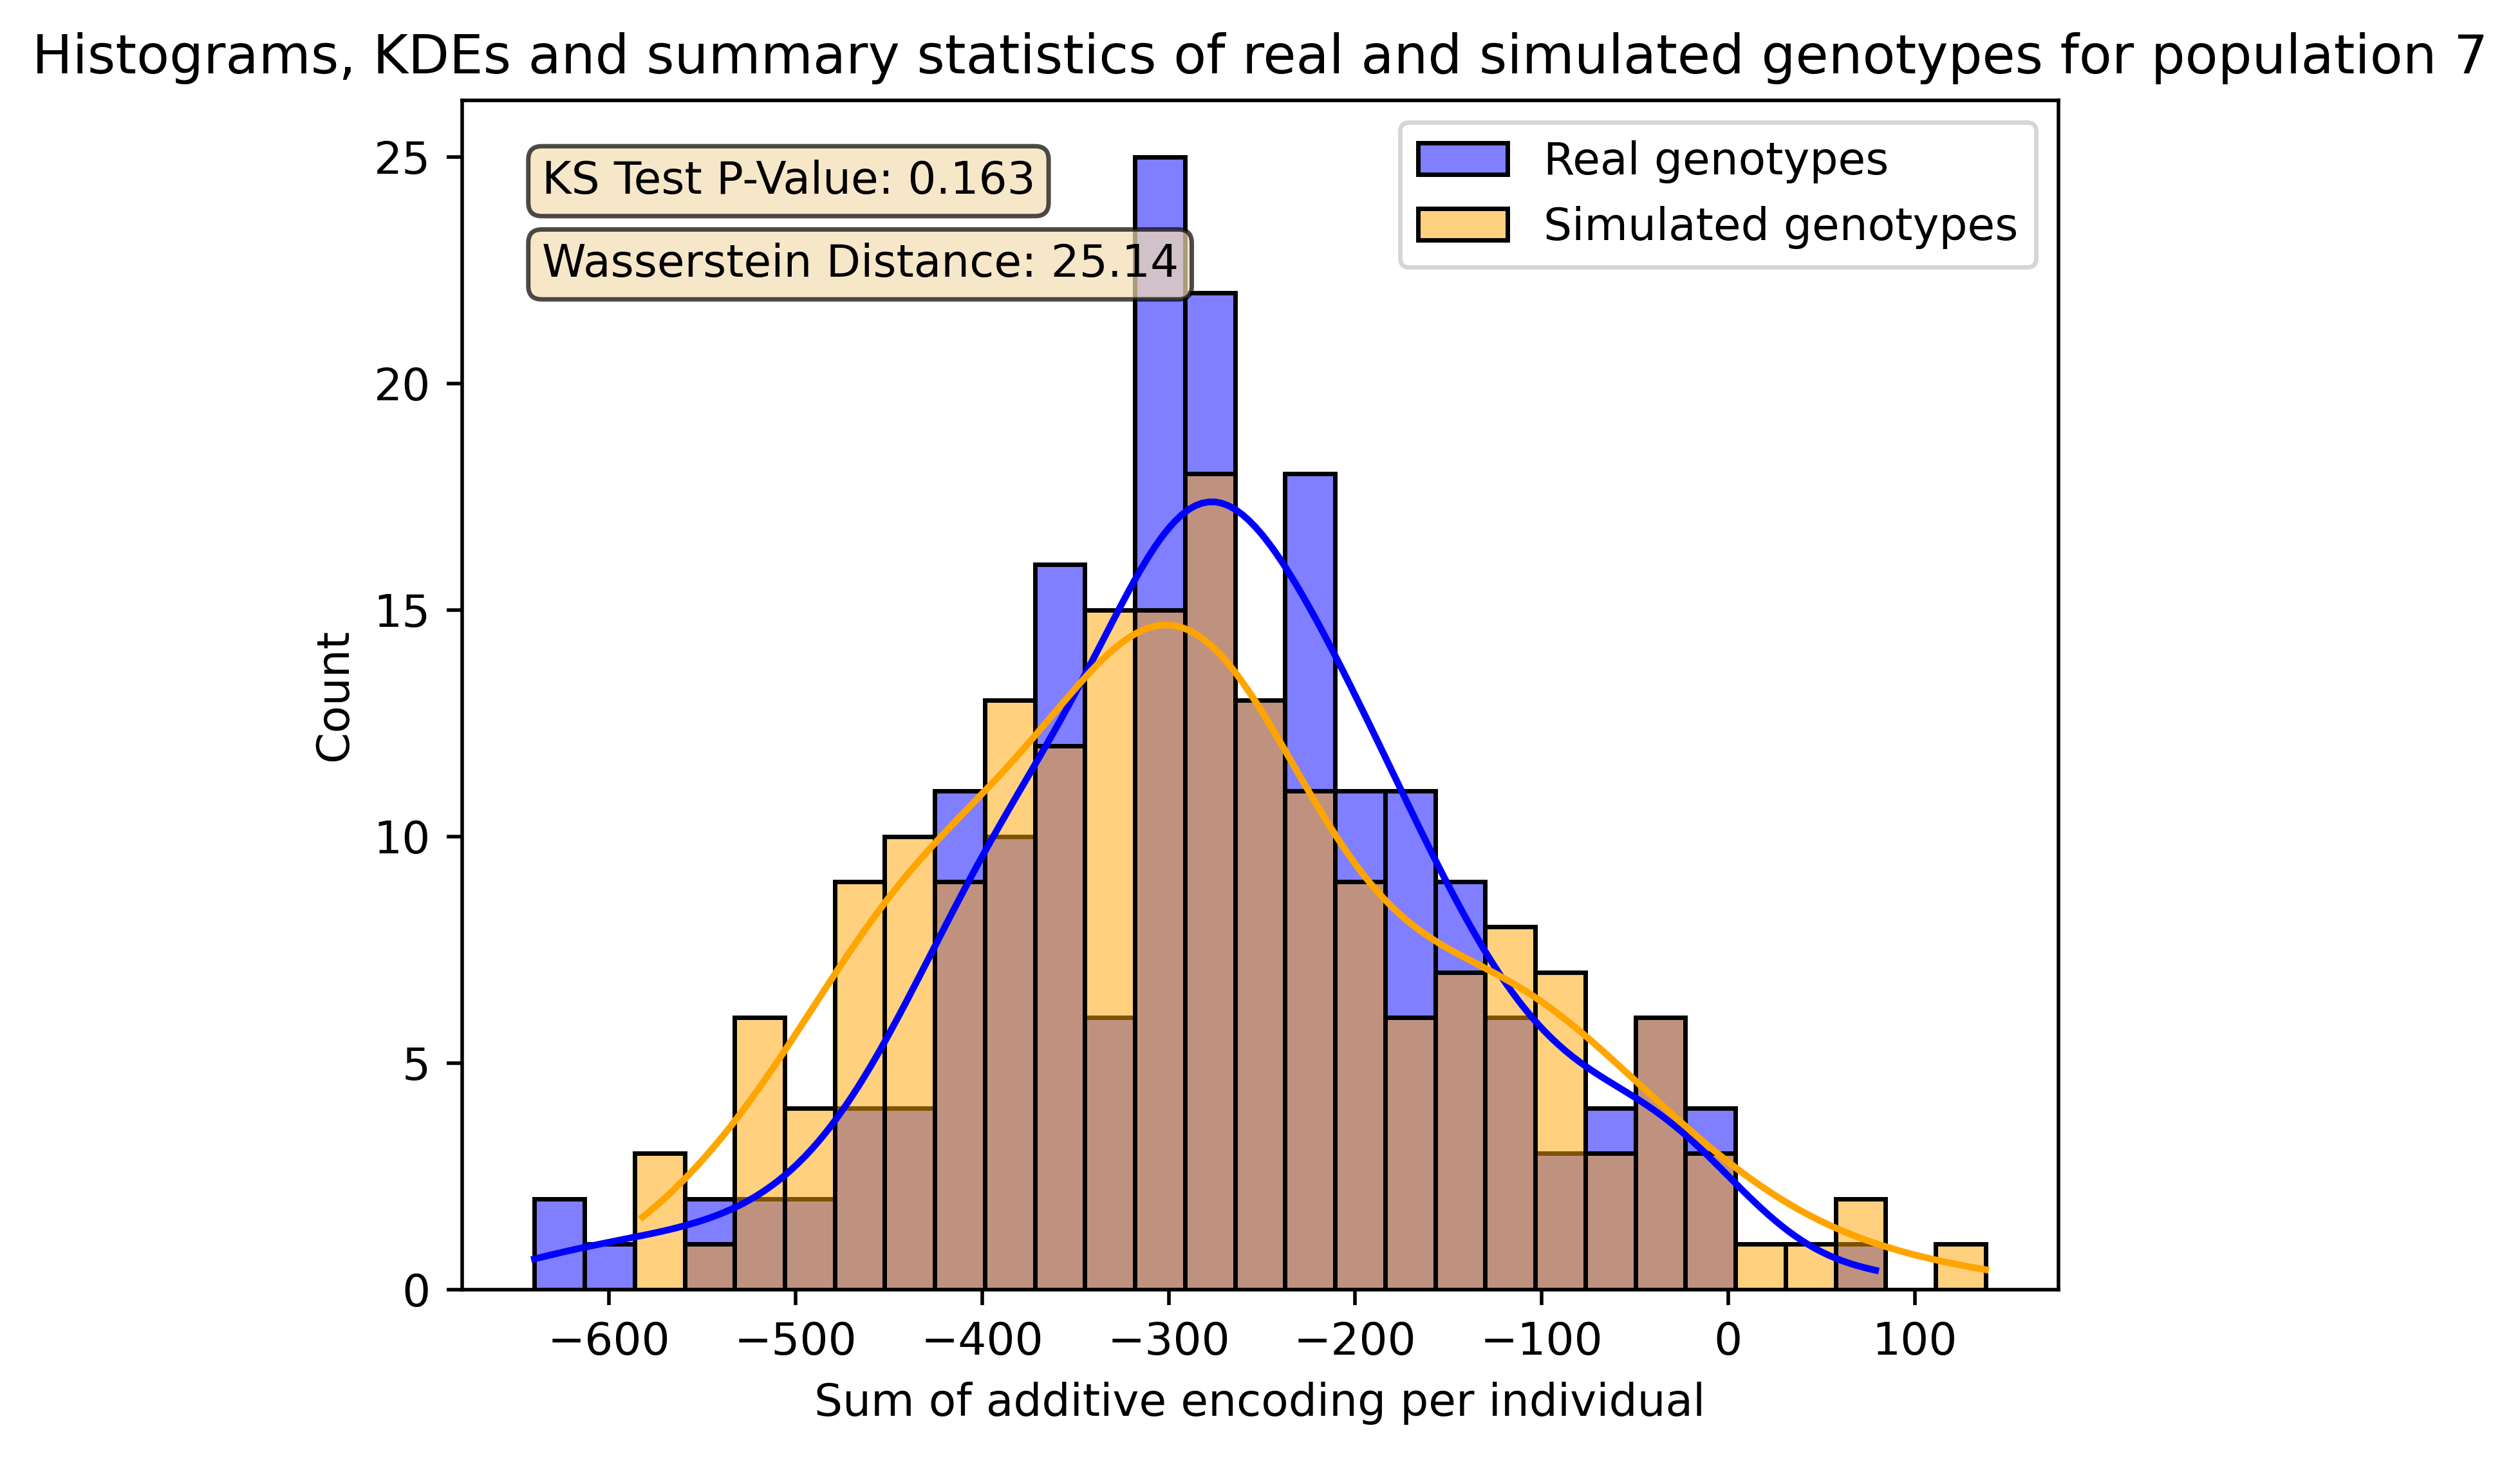 Histograms, KDEs and summary statistics of real and simulated genotypes for population 7
KS Test P-Value: 0.163
Wasserstein Distance: 25.14
Real genotypes
Simulated genotypes
Count
25
20
15
10
5
0
−600 −500 −400 −300 −200 −100 0 100
Sum of additive encoding per individual